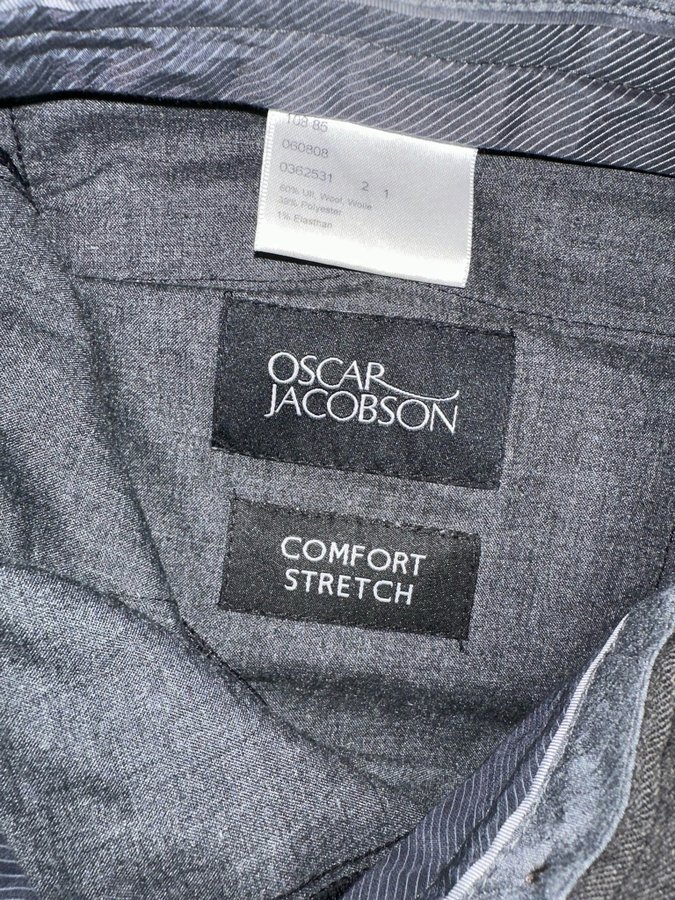 108 85
060808
0362531 2 1
60% Ull, Wool, Wolle
39% Polyester
1% Elasthan
OSCAR
JACOBSON
COMFORT
STRETCH